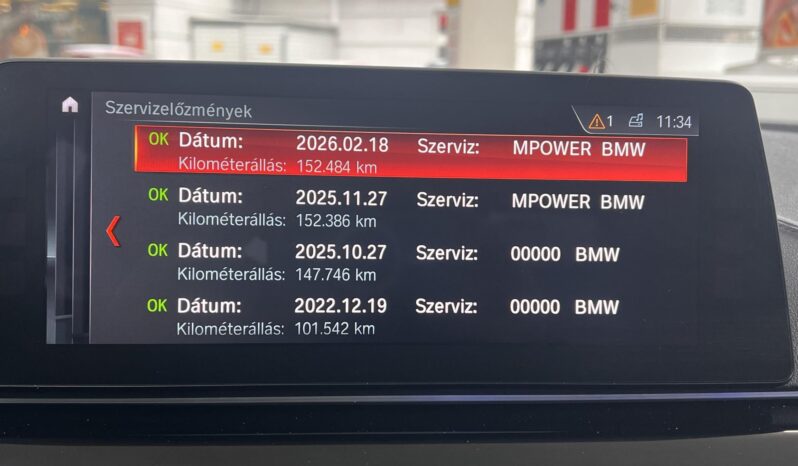 Szervizelőzmények
1 11:34
OK Dátum: 2026.02.18 Szerviz: MPOWER BMW
Kilométerállás: 152.484 km
OK Dátum: 2025.11.27 Szerviz: MPOWER BMW
Kilométerállás: 152.386 km
OK Dátum: 2025.10.27 Szerviz: 00000 BMW
Kilométerállás: 147.746 km
OK Dátum: 2022.12.19 Szerviz: 00000 BMW
Kilométerállás: 101.542 km